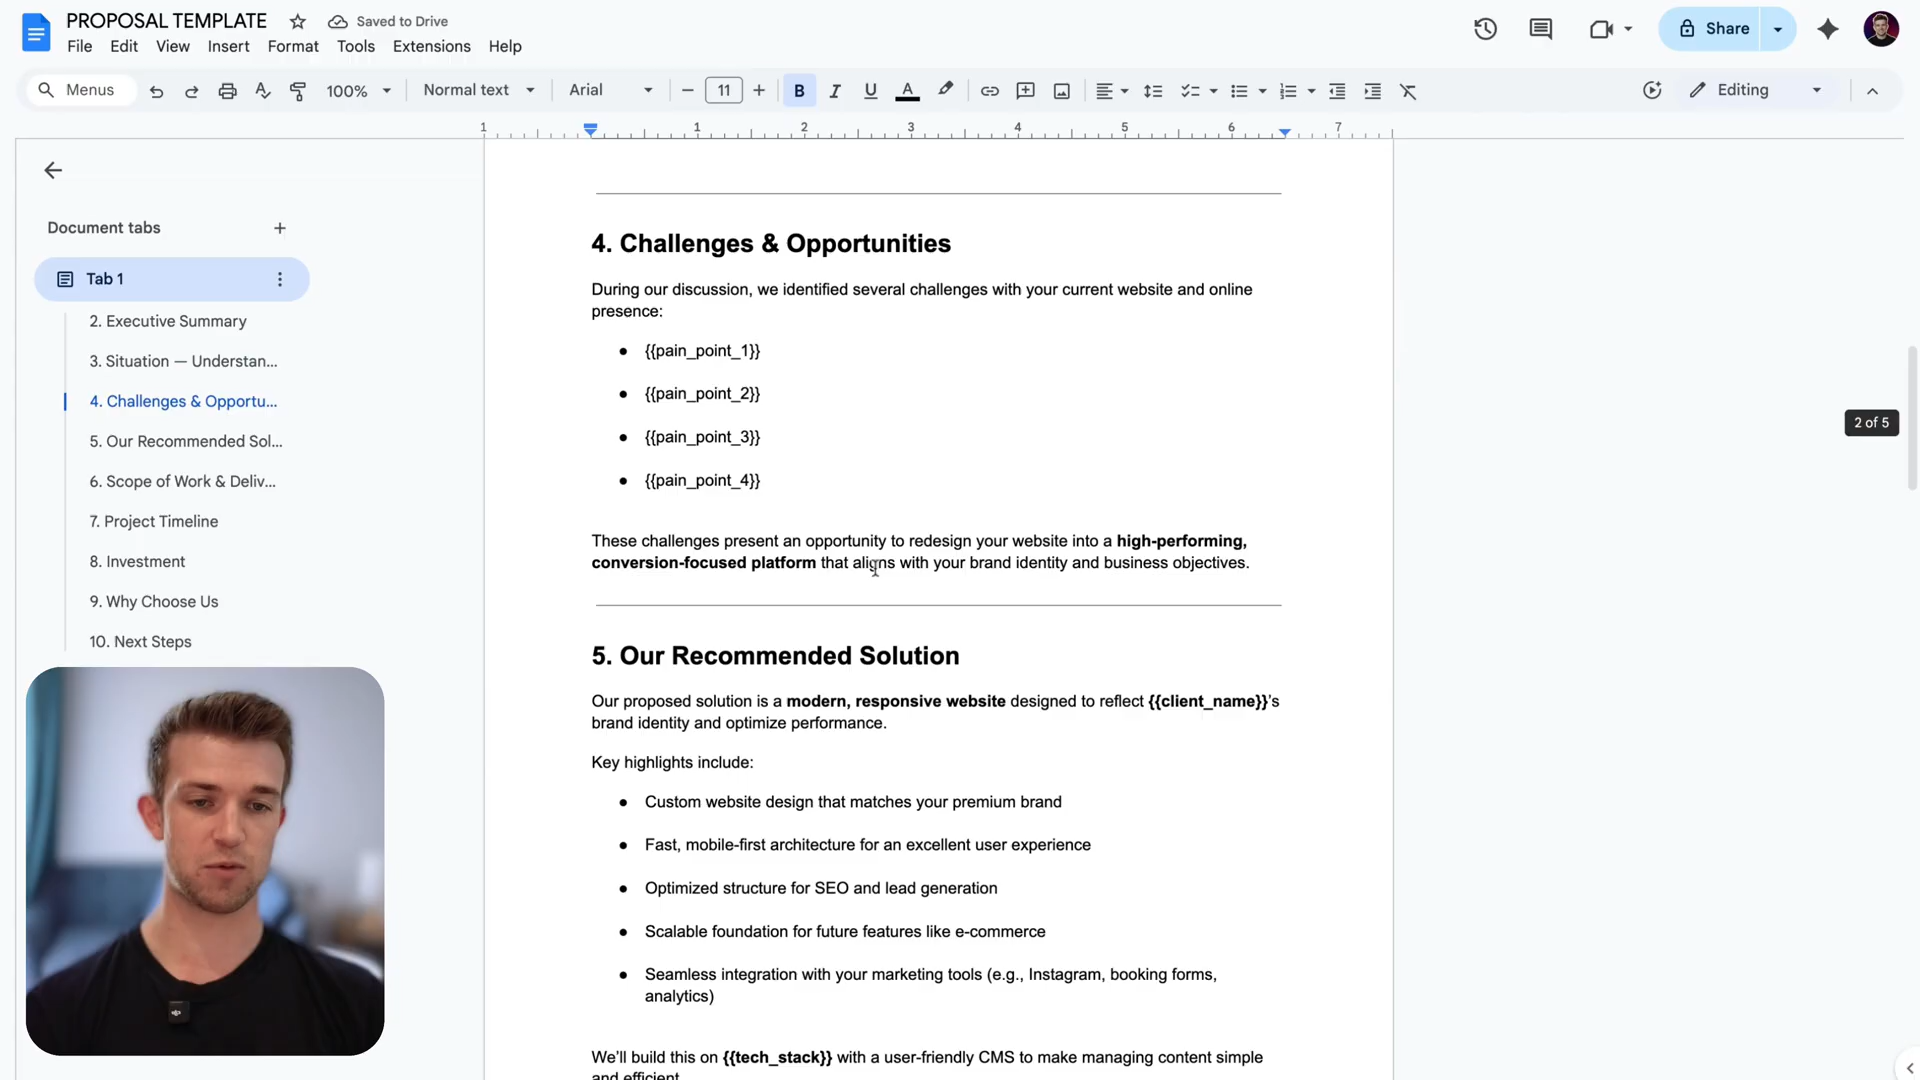 PROPOSAL TEMPLATE
Saved to Drive
File Edit View Insert Format Tools Extensions Help
Share
Menus
100%
Normal text
Arial
11
B
I
U
A
Editing
1 1 2 3 4 5 6 7
Document tabs
Tab 1
2. Executive Summary
3. Situation — Understan...
4. Challenges & Opportu...
5. Our Recommended Sol...
6. Scope of Work & Deliv...
7. Project Timeline
8. Investment
9. Why Choose Us
10. Next Steps
4. Challenges & Opportunities
During our discussion, we identified several challenges with your current website and online
presence:
● {{pain_point_1}}
● {{pain_point_2}}
● {{pain_point_3}}
● {{pain_point_4}}
These challenges present an opportunity to redesign your website into a high-performing,
conversion-focused platform that aligns with your brand identity and business objectives.
5. Our Recommended Solution
Our proposed solution is a modern, responsive website designed to reflect {{client_name}}'s
brand identity and optimize performance.
Key highlights include:
● Custom website design that matches your premium brand
● Fast, mobile-first architecture for an excellent user experience
● Optimized structure for SEO and lead generation
● Scalable foundation for future features like e-commerce
● Seamless integration with your marketing tools (e.g., Instagram, booking forms,
analytics)
We'll build this on {{tech_stack}} with a user-friendly CMS to make managing content simple
and efficient
2 of 5